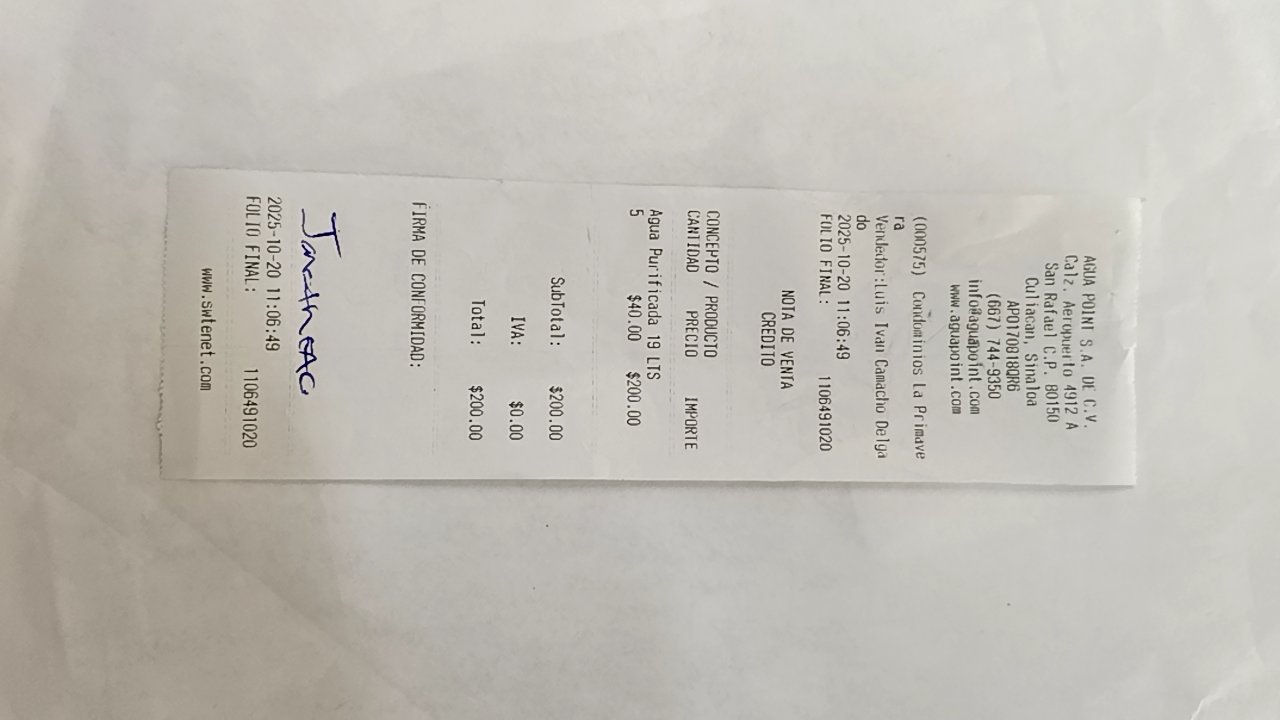 AGUA POINT S.A. DE C.V.
Calz. Aeropuerto 4912 A
San Rafael C.P. 80150
Culiacan, Sinaloa
APO170818QR6
(667) 744-9350
info@aguapoint.com
www.aguapoint.com
(000575) Condominios La Primave
ra
Vendedor:Luis Ivan Camacho Delga
do
2025-10-20 11:06:49
FOLIO FINAL: 1106491020
NOTA DE VENTA
CREDITO
CONCEPTO / PRODUCTO
CANTIDAD PRECIO IMPORTE
Agua Purificada 19 LTS
5 $40.00 $200.00
SubTotal: $200.00
IVA: $0.00
Total: $200.00
FIRMA DE CONFORMIDAD:
2025-10-20 11:06:49
FOLIO FINAL: 1106491020
www.swtenet.com